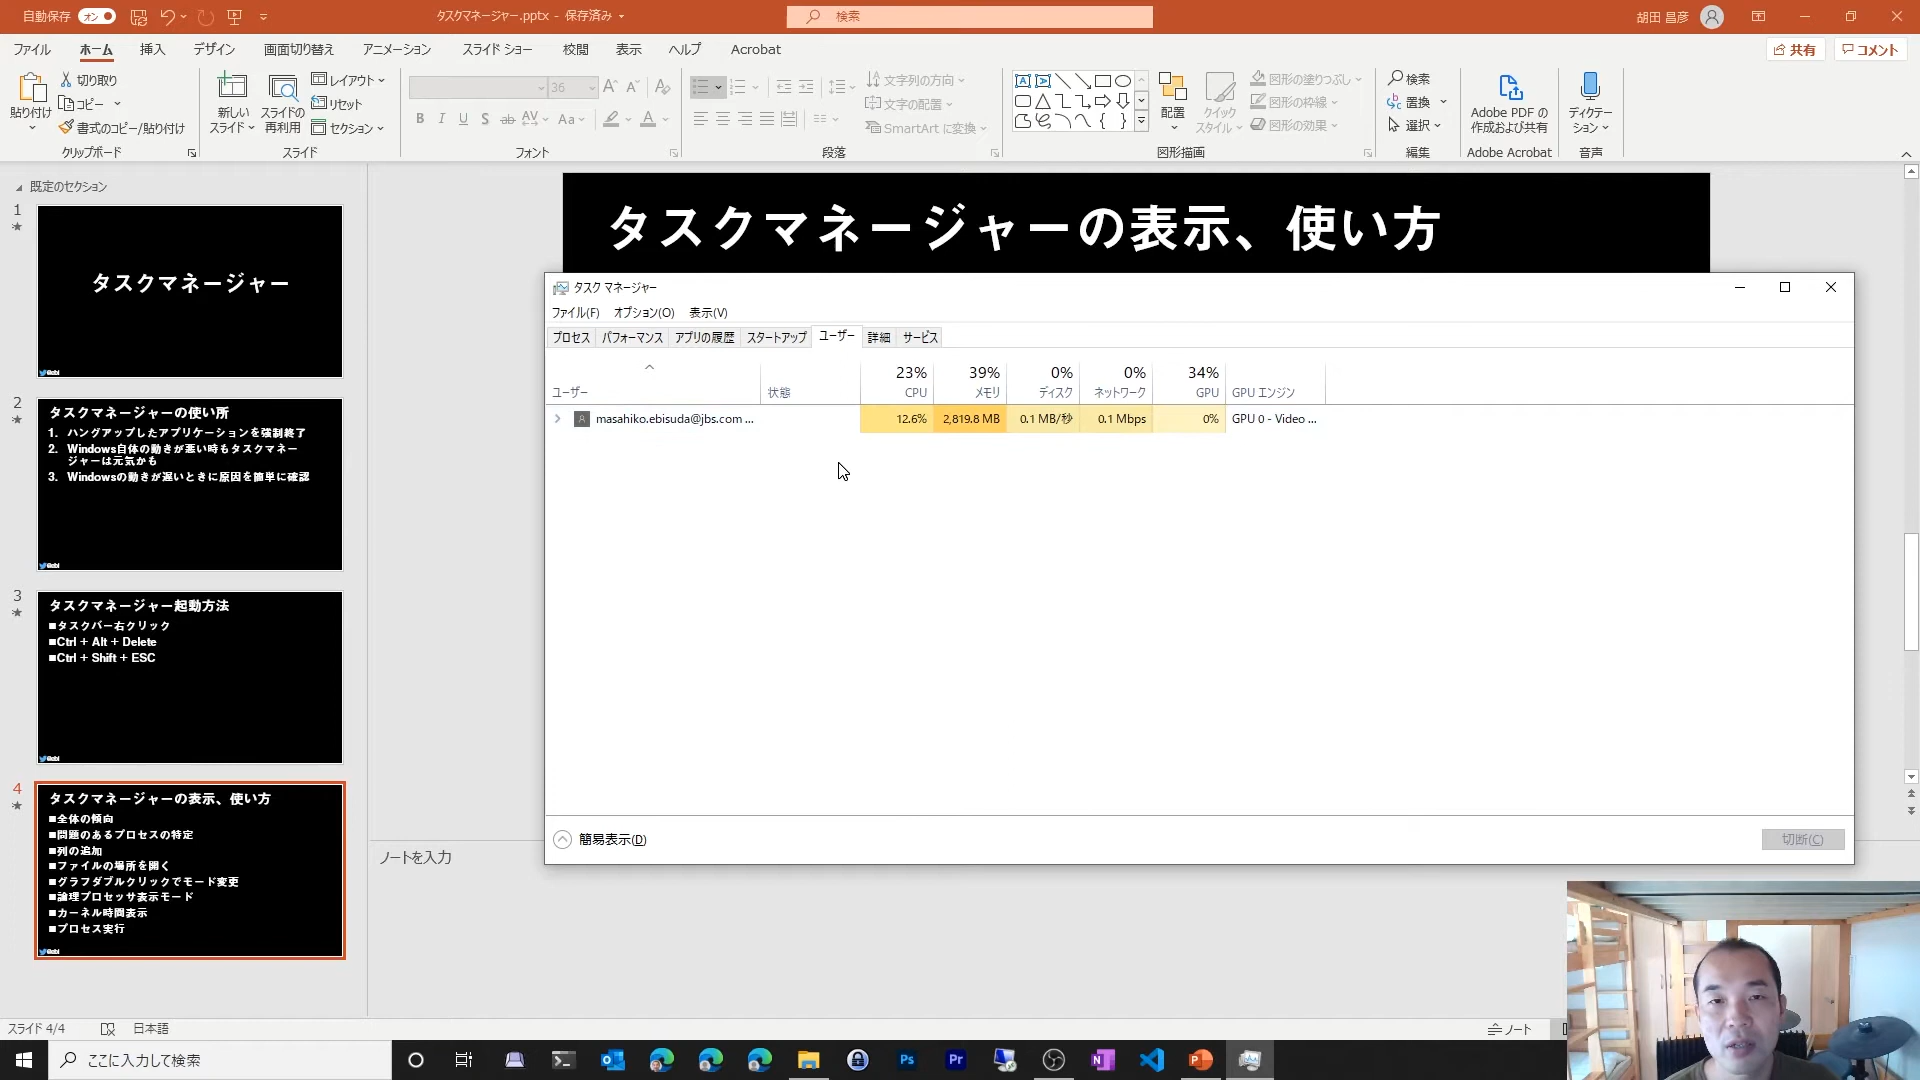 自動保存 オン
タスクマネージャー.pptx - 保存済み
検索
胡田 昌彦
ファイル ホーム 挿入 デザイン 画面切り替え アニメーション スライド ショー 校閲 表示 ヘルプ Acrobat
共有 コメント
貼り付け
切り取り
コピー
書式のコピー/貼り付け
クリップボード
新しい
スライド
スライドの
再利用
レイアウト
リセット
セクション
スライド
36
B I U S ab AV Aa A
フォント
文字列の方向
文字の配置
SmartArt に変換
段落
配置
クイック
スタイル
図形の塗りつぶし
図形の枠線
図形の効果
図形描画
検索
置換
選択
編集
Adobe PDF の
作成および共有
Adobe Acrobat
ディクテー
ション
音声
既定のセクション
1
タスクマネージャー
2
タスクマネージャーの使い所
1. ハングアップしたアプリケーションを強制終了
2. Windows自体の動きが悪い時もタスクマネー
ジャーは元気かも
3. Windowsの動きが遅いときに原因を簡単に確認
3
タスクマネージャー起動方法
■タスクバー右クリック
■Ctrl + Alt + Delete
■Ctrl + Shift + ESC
4
タスクマネージャーの表示、使い方
■全体の傾向
■問題のあるプロセスの特定
■列の追加
■ファイルの場所を開く
■グラフダブルクリックでモード変更
■論理プロセッサ表示モード
■カーネル時間表示
■プロセス実行
タスクマネージャーの表示、使い方
タスク マネージャー
ファイル(F) オプション(O) 表示(V)
プロセス パフォーマンス アプリの履歴 スタートアップ ユーザー 詳細 サービス
23% 39% 0% 0% 34%
ユーザー 状態 CPU メモリ ディスク ネットワーク GPU GPU エンジン
masahiko.ebisuda@jbs.com ... 12.6% 2,819.8 MB 0.1 MB/秒 0.1 Mbps 0% GPU 0 - Video ...
簡易表示(D)
切断(C)
ノートを入力
スライド 4/4 日本語
ノート
ここに入力して検索
Ps Pr